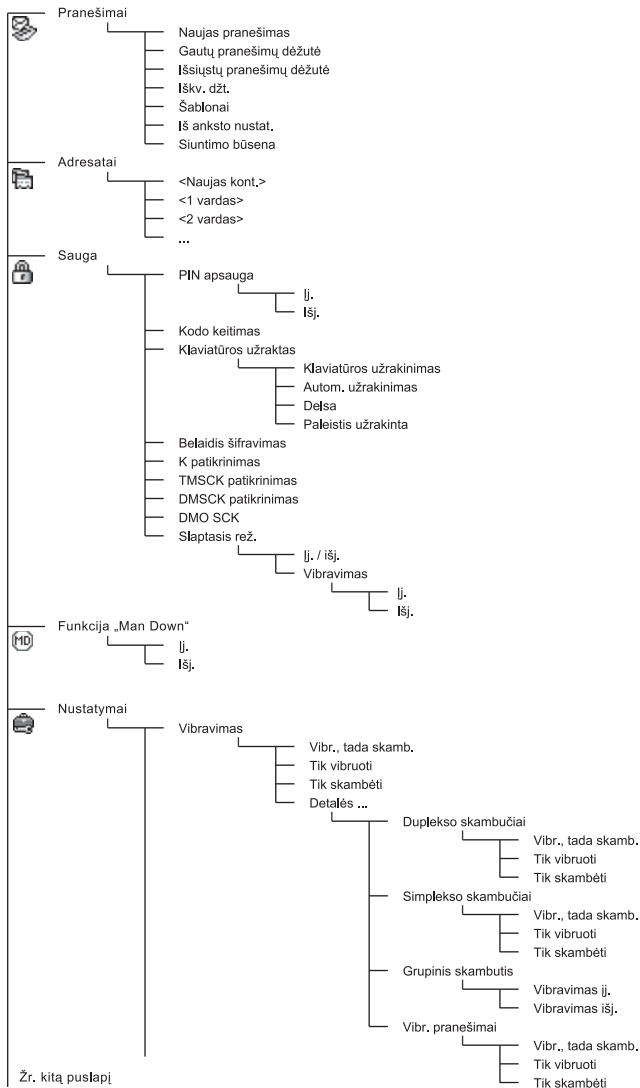 Pranešimai
Naujas pranešimas
Gautų pranešimų dėžutė
Išsiųstų pranešimų dėžutė
Iškv. džt.
Šablonai
Iš anksto nustat.
Siuntimo būsena
Adresatai
<Naujas kont.>
<1 vardas>
<2 vardas>
...
Sauga
PIN apsauga
Įj.
Išj.
Kodo keitimas
Klaviatūros užraktas
Klaviatūros užrakinimas
Autom. užrakinimas
Delsa
Paleistis užrakinta
Belaidis šifravimas
K patikrinimas
TMSCK patikrinimas
DMSCK patikrinimas
DMO SCK
Slaptasis rež.
Įj. / išj.
Vibravimas
Įj.
Išj.
Funkcija „Man Down“
MD
Įj.
Išj.
Nustatymai
Vibravimas
Vibr., tada skamb.
Tik vibruoti
Tik skambėti
Detalės ...
Duplekso skambučiai
Vibr., tada skamb.
Tik vibruoti
Tik skambėti
Simplekso skambučiai
Vibr., tada skamb.
Tik vibruoti
Tik skambėti
Grupinis skambutis
Vibravimas įj.
Vibravimas išj.
Vibr. pranešimai
Vibr., tada skamb.
Tik vibruoti
Tik skambėti
Žr. kitą puslapį